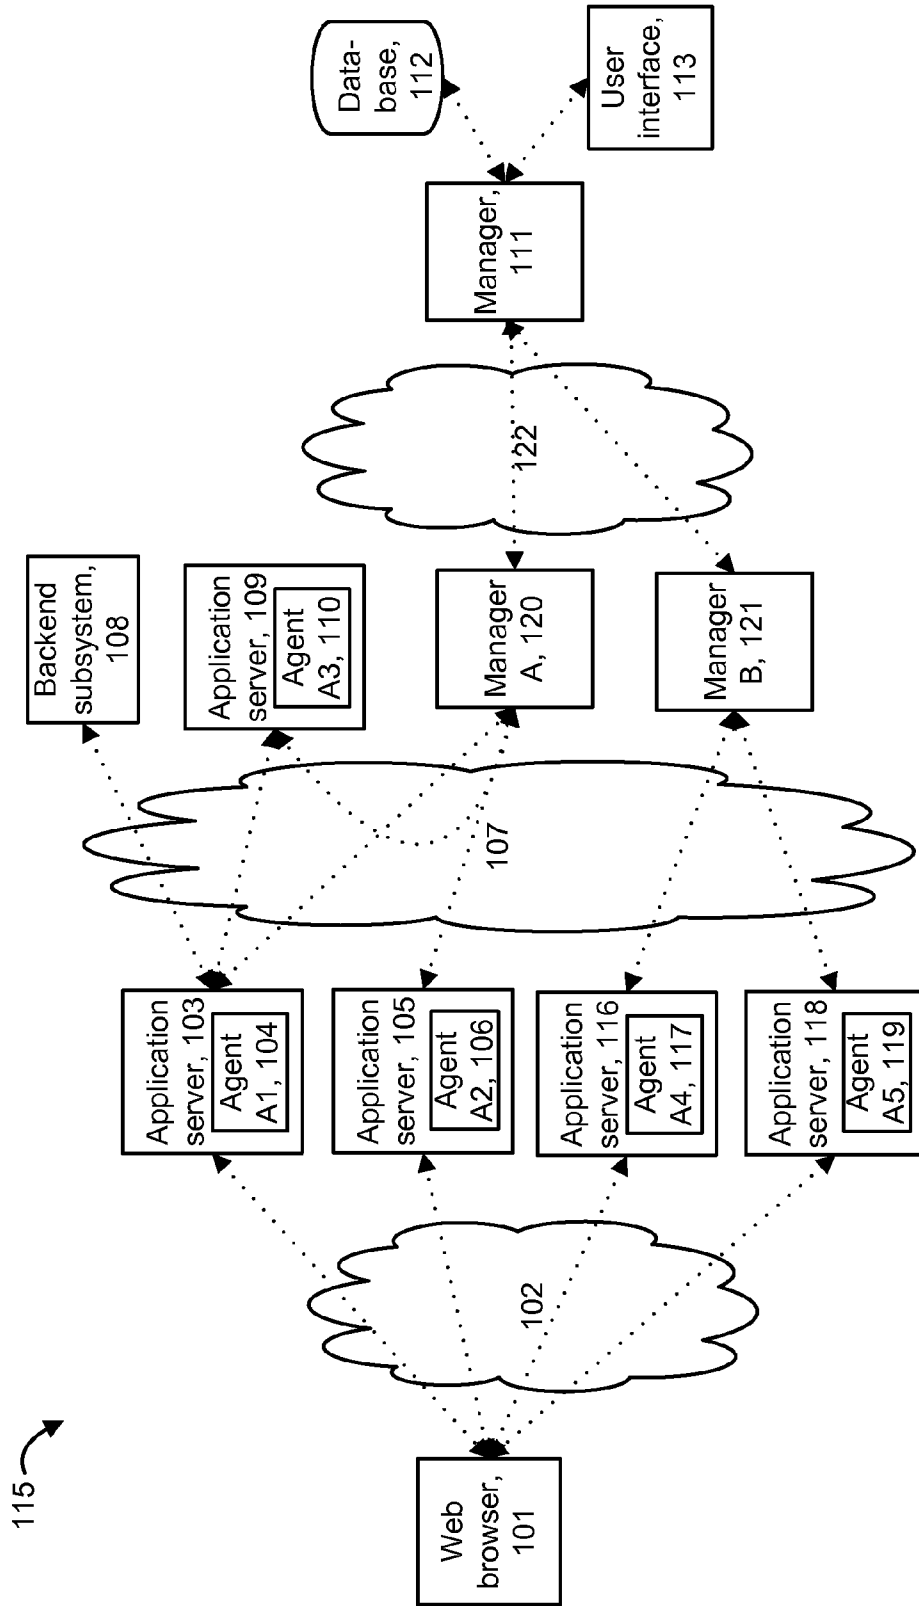 115
Web
browser,
101
102
Application
server, 103
Agent
A1, 104
Application
server, 105
Agent
A2, 106
Application
server, 116
Agent
A4, 117
Application
server, 118
Agent
A5, 119
107
Backend
subsystem,
108
Application
server, 109
Agent
A3, 110
Manager
A, 120
Manager
B, 121
122
Manager,
111
Data-
base,
112
User
interface,
113